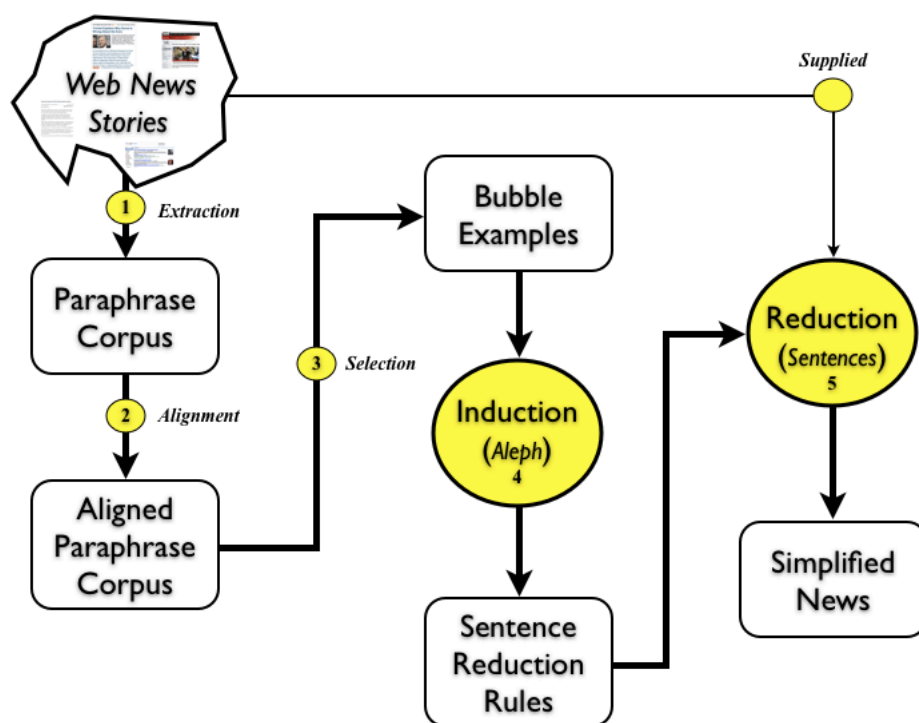 Web News
Stories
Supplied
1
Extraction
Paraphrase
Corpus
2
Alignment
Aligned
Paraphrase
Corpus
3
Selection
Bubble
Examples
Induction
(Aleph)
4
Sentence
Reduction
Rules
Reduction
(Sentences)
5
Simplified
News